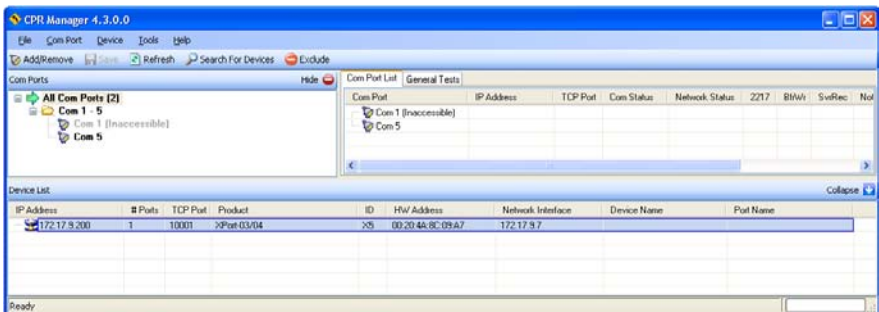 CPR Manager 4.3.0.0
File Com Port Device Tools Help
Add/Remove Save Refresh Search For Devices Exclude
Com Ports Hide
All Com Ports (2)
Com 1 - 5
Com 1 (Inaccessible)
Com 5
Com Port List General Tests
Com Port IP Address TCP Port Com Status Network Status 2217 SvrRec
Com 1 (Inaccessible)
Com 5
Device List Collapse
IP Address # Ports TCP Port Product ID HW Address Network Interface Device Name Port Name
172.17.9.200 1 10001 XPort-03/04 X5 00:20:4A:8C:09:A7 172.17.9.7
Ready